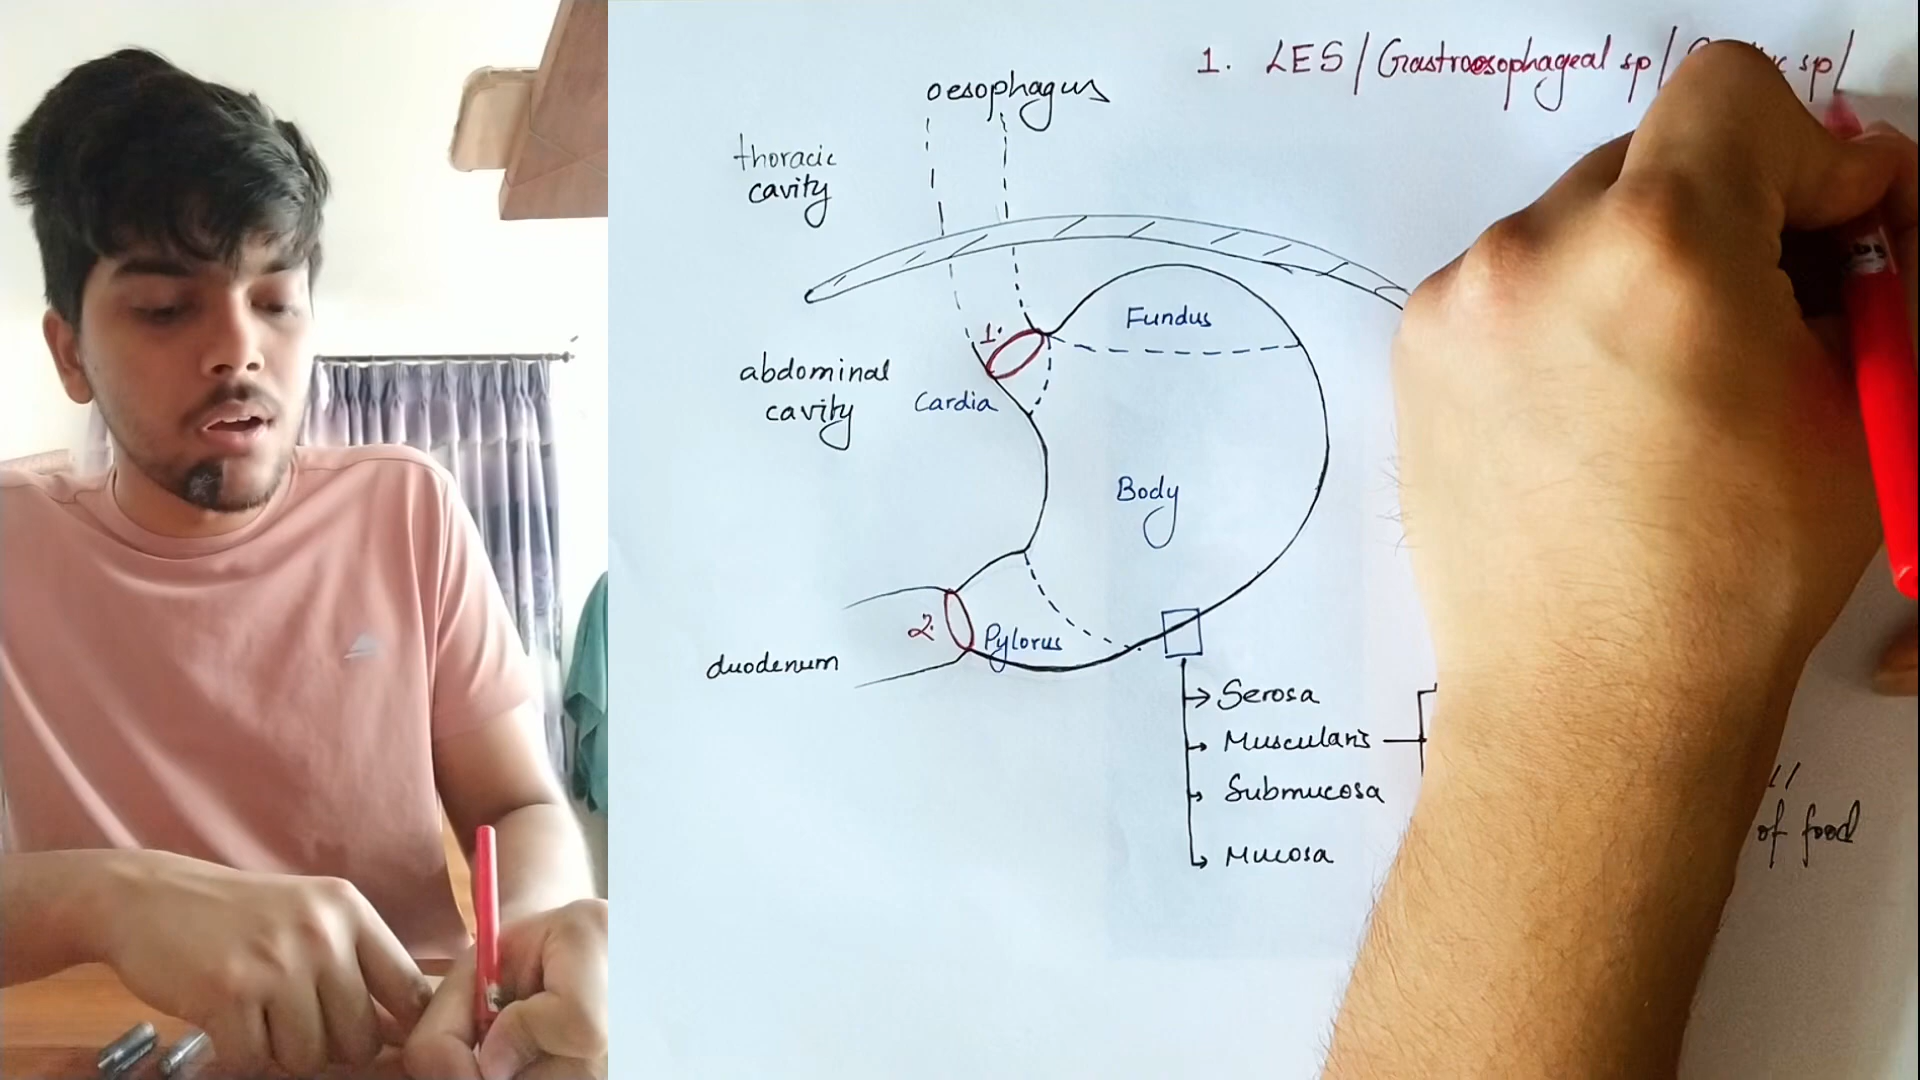 1. LES / Gastroesophageal sp / sp /
oesophagus
thoracic
cavity
Fundus
1.
abdominal
cavity
Cardia
Body
2.
Pylorus
duodenum
Serosa
Muscularis
Submucosa
of food
Mucosa